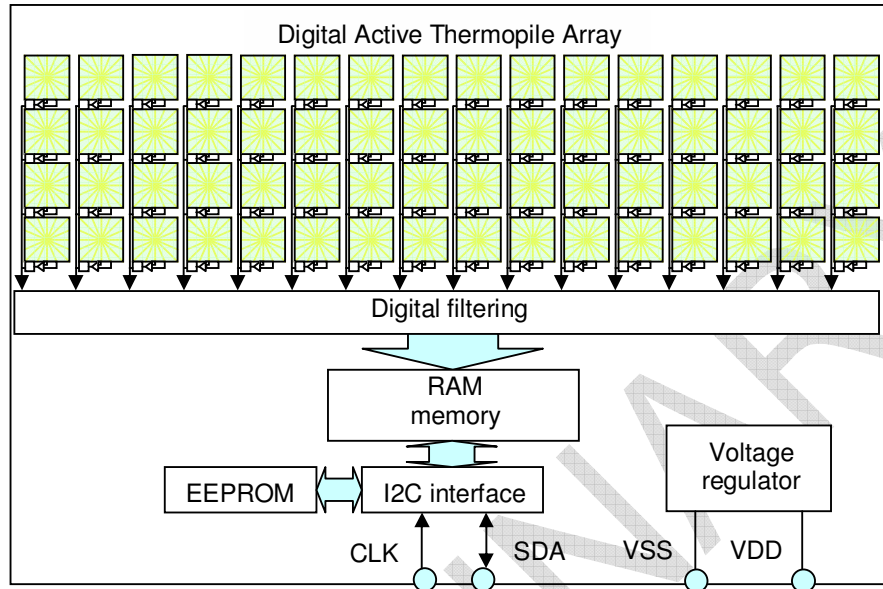 Digital Active Thermopile Array
Digital filtering
RAM
memory
Voltage
regulator
EEPROM
I2C interface
CLK
SDA
VSS
VDD